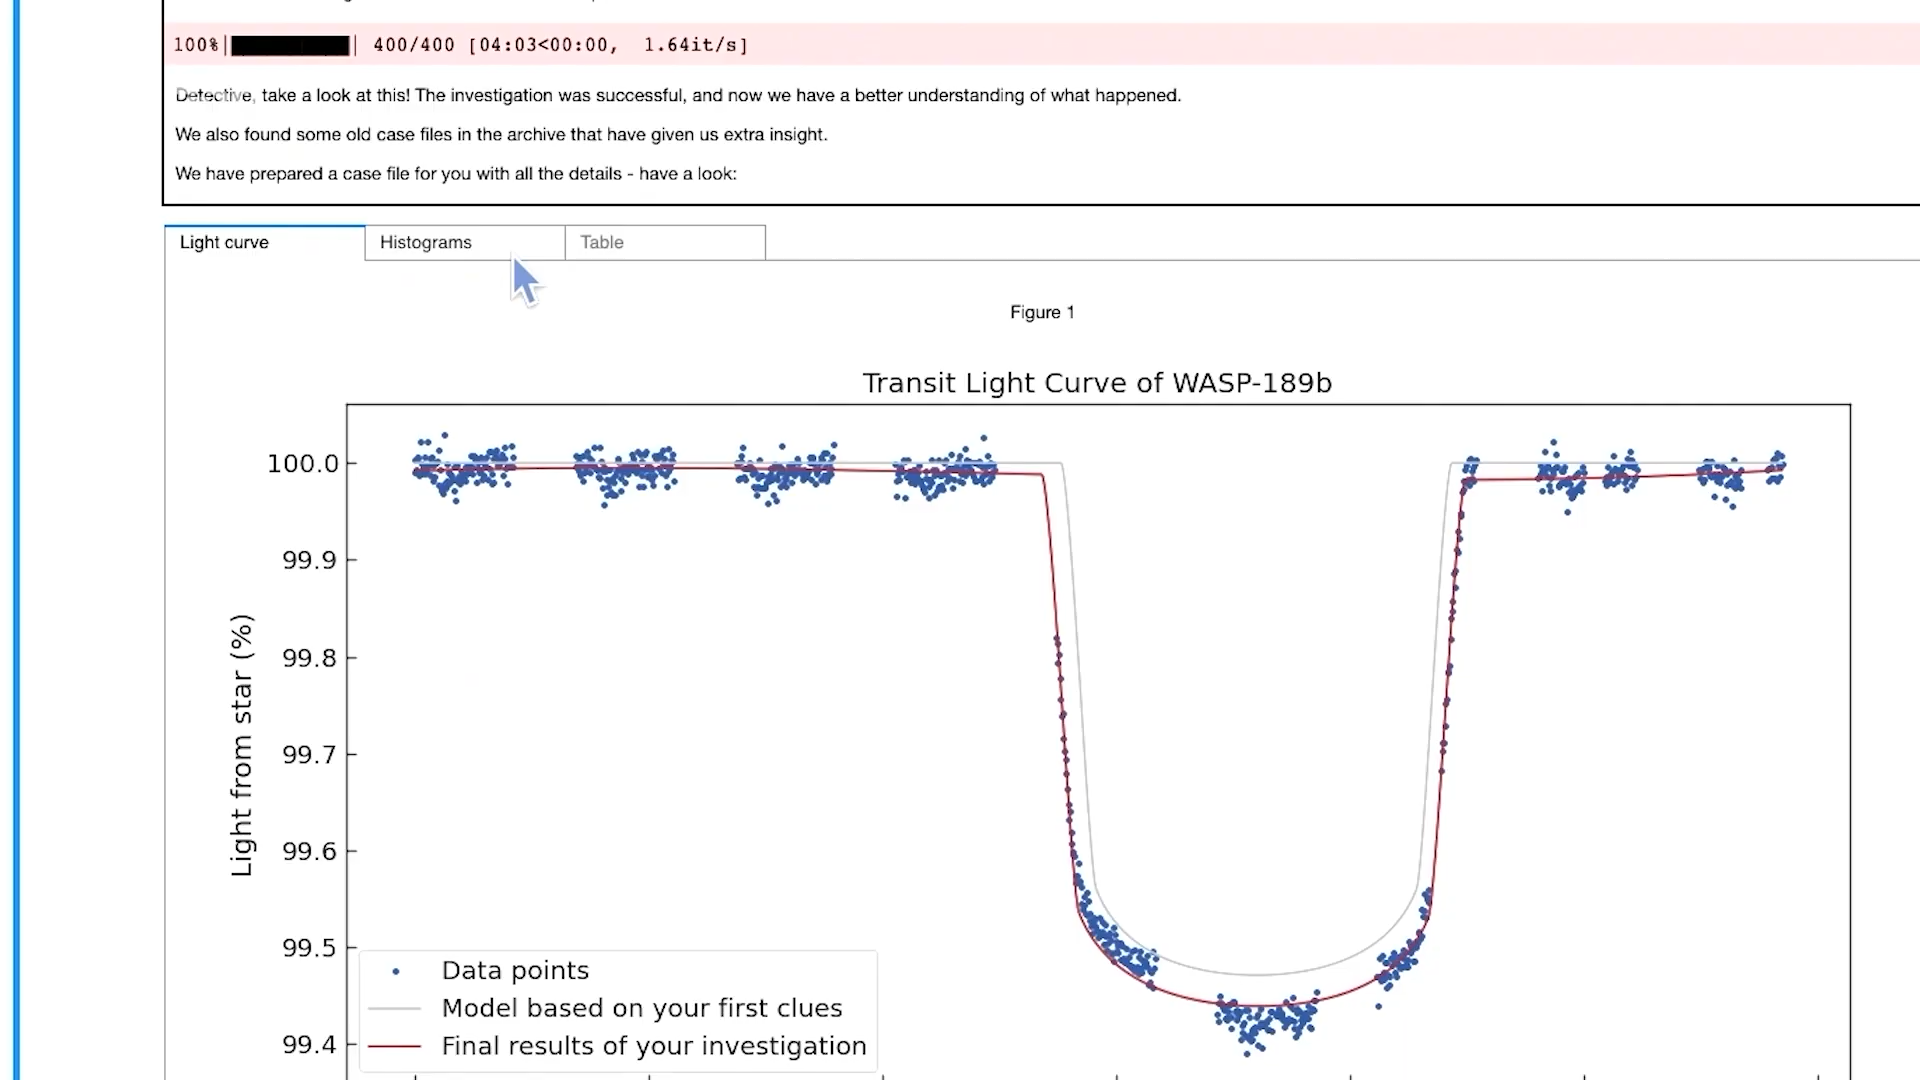 100%| | 400/400 [04:03<00:00, 1.64it/s]
Detective, take a look at this! The investigation was successful, and now we have a better understanding of what happened.
We also found some old case files in the archive that have given us extra insight.
We have prepared a case file for you with all the details - have a look:
Light curve Histograms Table
Figure 1
Transit Light Curve of WASP-189b
100.0
99.9
99.8
99.7
99.6
99.5
99.4
Light from star (%)
Data points
Model based on your first clues
Final results of your investigation